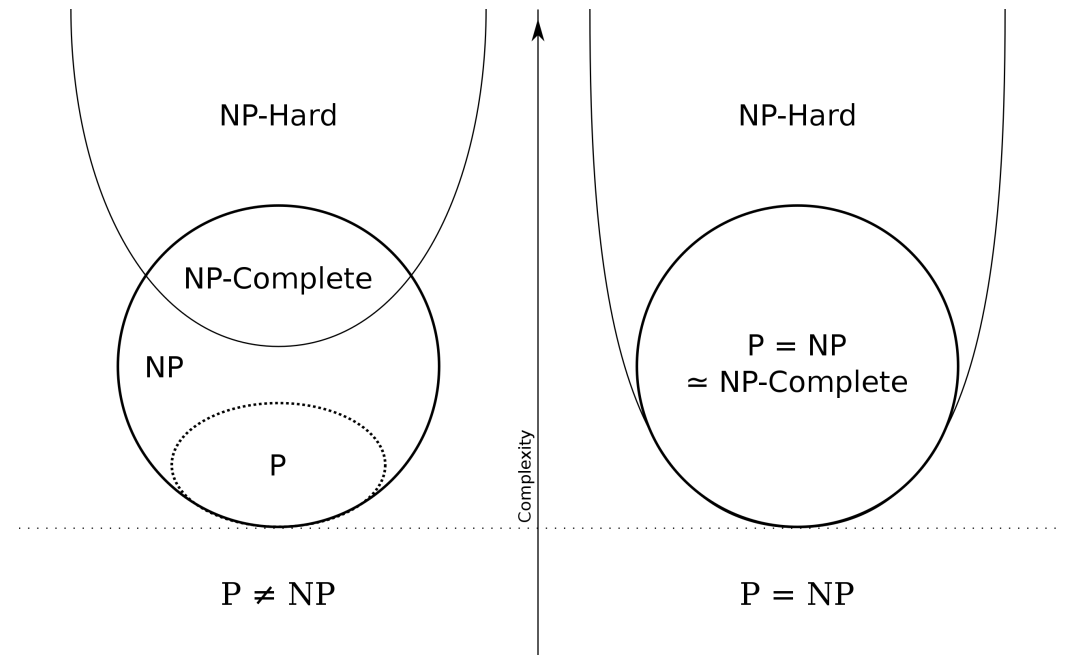 NP-Hard
NP-Complete
NP
P
P ≠ NP
Complexity
NP-Hard
P = NP
≃ NP-Complete
P = NP